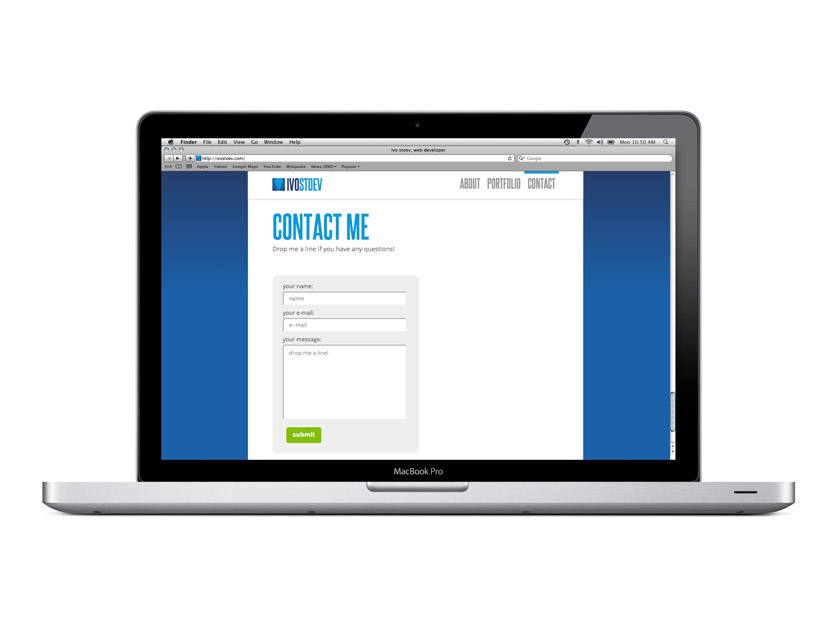 Finder File Edit View Go Window Help Mon 10:50 AM
ivo stoev, web developer
http://ivostoev.com/ Google
Apple Yahoo! Google Maps YouTube Wikipedia News (990) Popular
IVOSTOEV ABOUT PORTFOLIO CONTACT
CONTACT ME
Drop me a line if you have any questions!
your name:
name
your e-mail:
e-mail
your message:
drop me a line!
submit
MacBook Pro